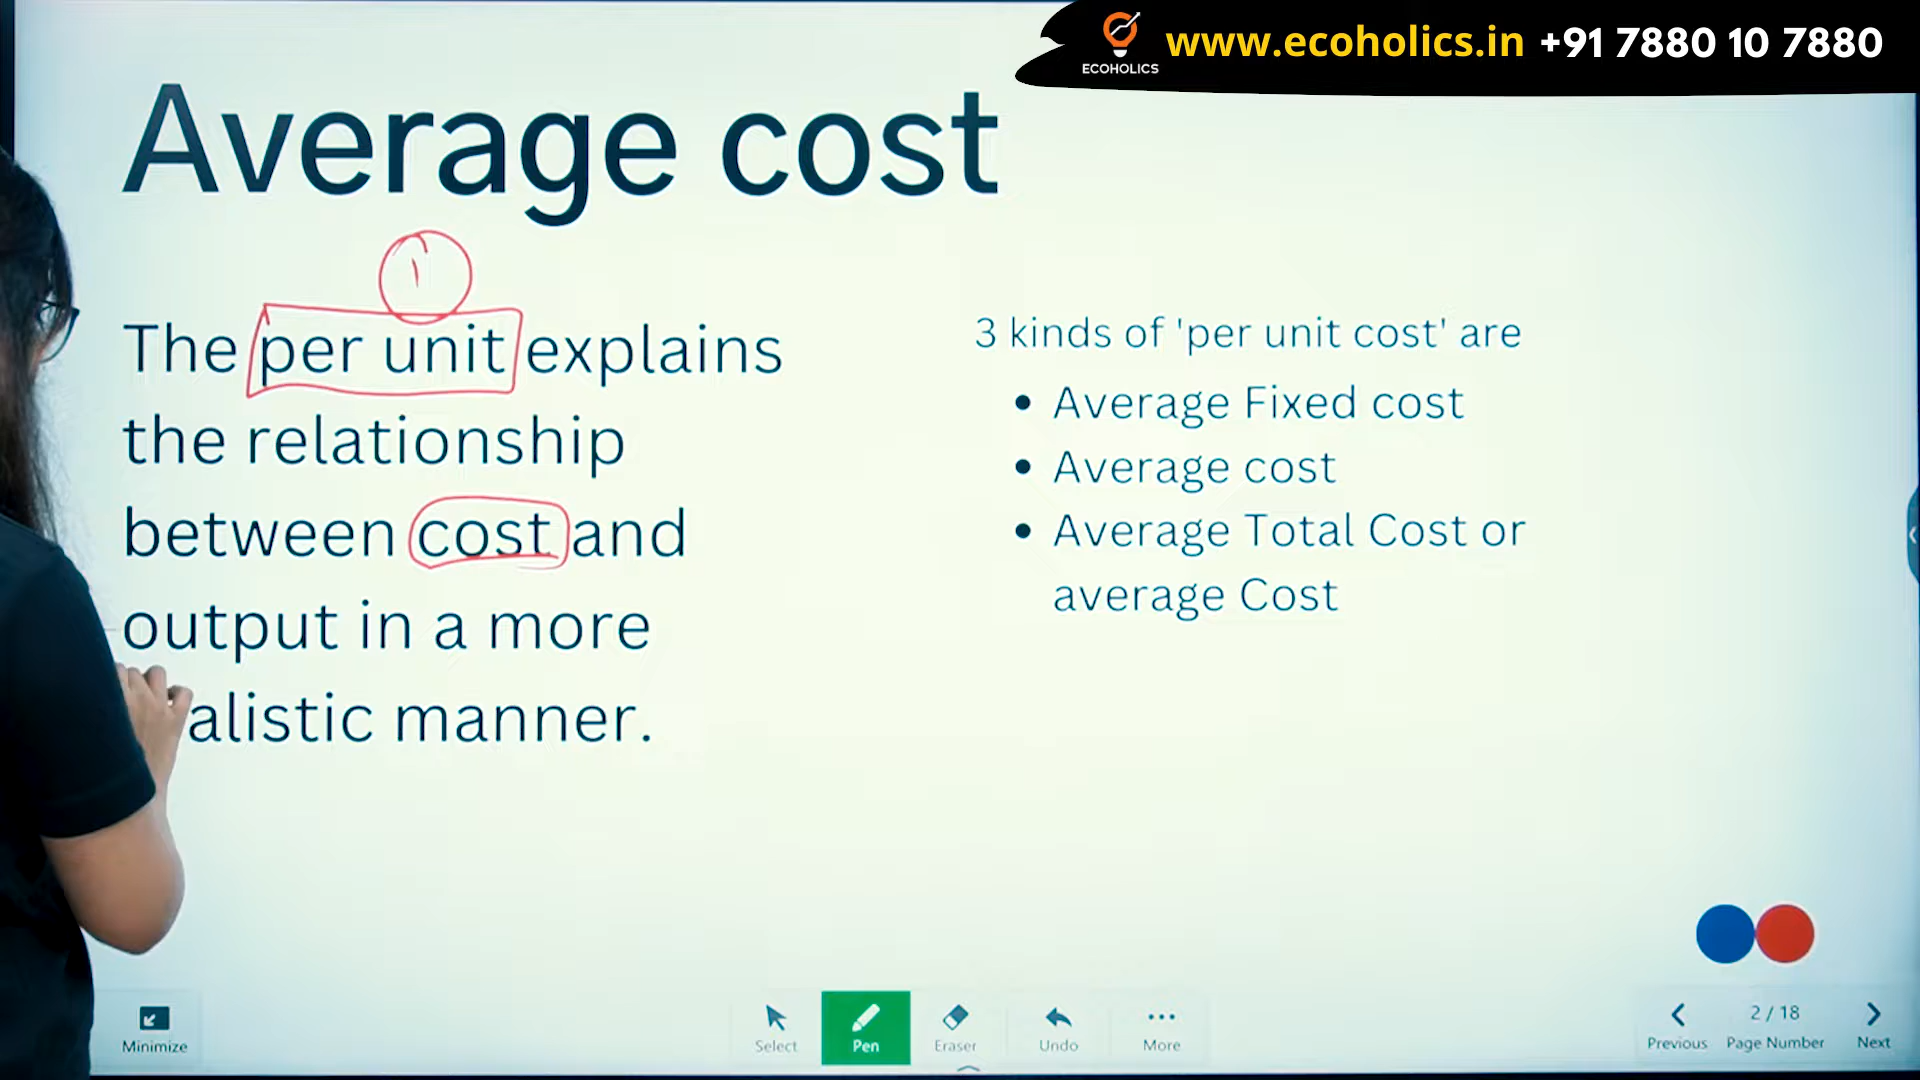 www.ecoholics.in +91 7880 10 7880
ECOHOLICS
Average cost
1
The per unit explains
the relationship
between cost and
output in a more
alistic manner.
3 kinds of 'per unit cost' are
• Average Fixed cost
• Average cost
• Average Total Cost or
average Cost
Minimize
Select
Pen
Eraser
Undo
More
Previous
2 / 18
Page Number
Next